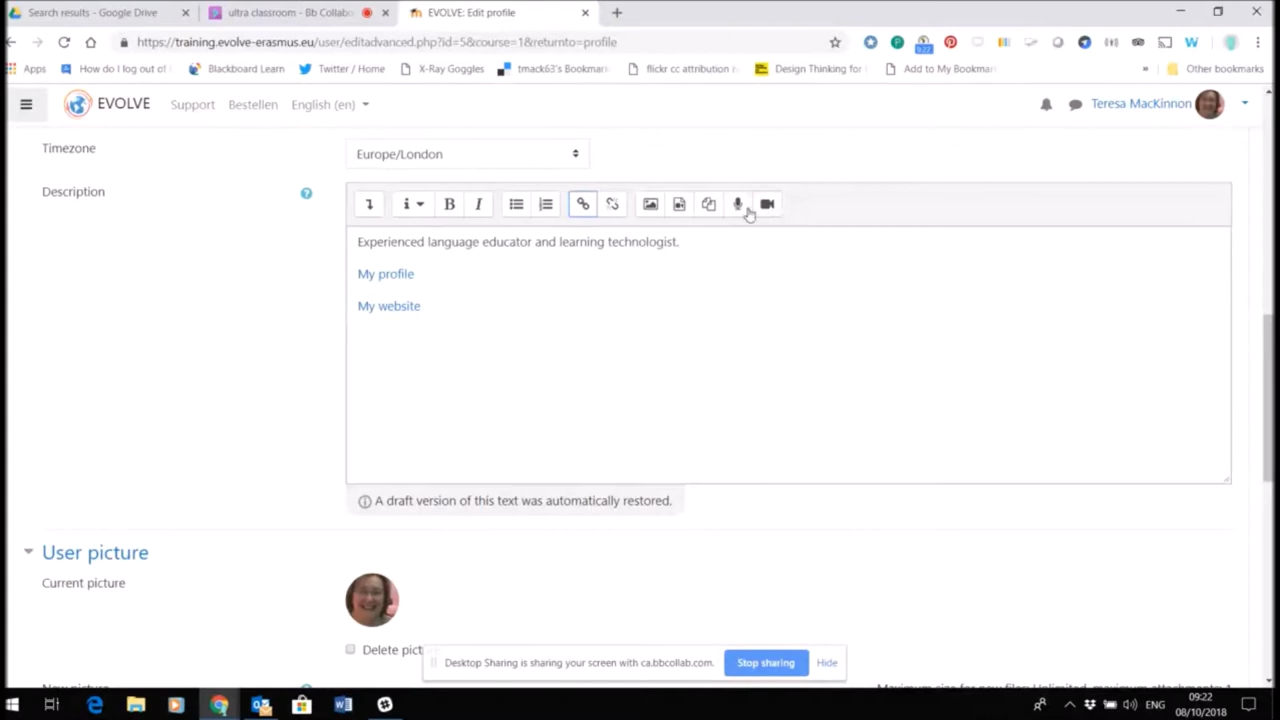 Search results - Google Drive
ultra classroom - Bb Collabo
EVOLVE: Edit profile
https://training.evolve-erasmus.eu/user/editadvanced.php?id=5&course=1&returnto=profile
Apps
How do I log out of
Blackboard Learn
Twitter / Home
X-Ray Goggles
tmack63's Bookmar
flickr cc attribution
Design Thinking for
Add to My Bookmar
» Other bookmarks
EVOLVE Support Bestellen English (en) Teresa MacKinnon
Timezone
Europe/London
Description
i B I
Experienced language educator and learning technologist.
My profile
My website
A draft version of this text was automatically restored.
User picture
Current picture
Delete pict
Desktop Sharing is sharing your screen with ca.bbcollab.com. Stop sharing Hide
ENG
09:22
08/10/2018